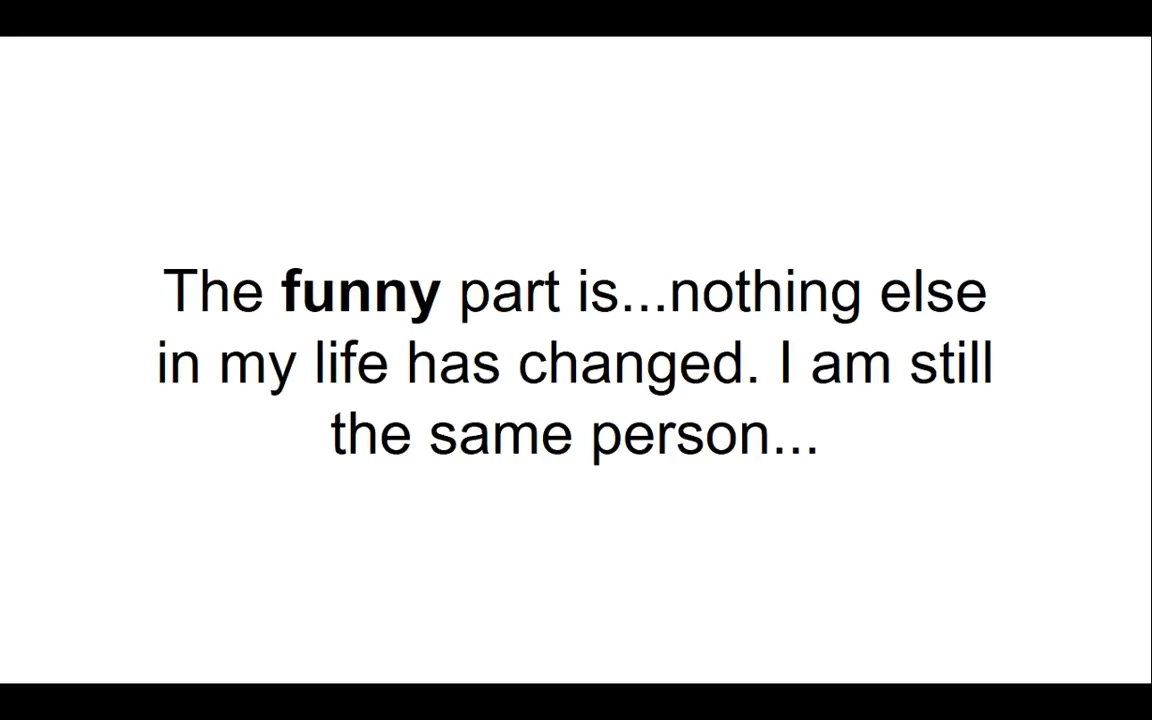 The funny part is...nothing else
in my life has changed. I am still
the same person...